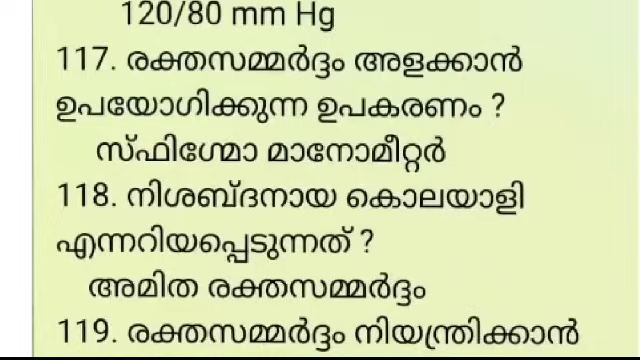 120/80 mm Hg
117. രക്തസമ്മർദ്ദം അളക്കാൻ
ഉപയോഗിക്കുന്ന ഉപകരണം ?
സ്ഫിഗ്മോ മാനോമീറ്റർ
118. നിശബ്ദനായ കൊലയാളി
എന്നറിയപ്പെടുന്നത് ?
അമിത രക്തസമ്മർദ്ദം
119. രക്തസമ്മർദ്ദം നിയന്ത്രിക്കാൻ